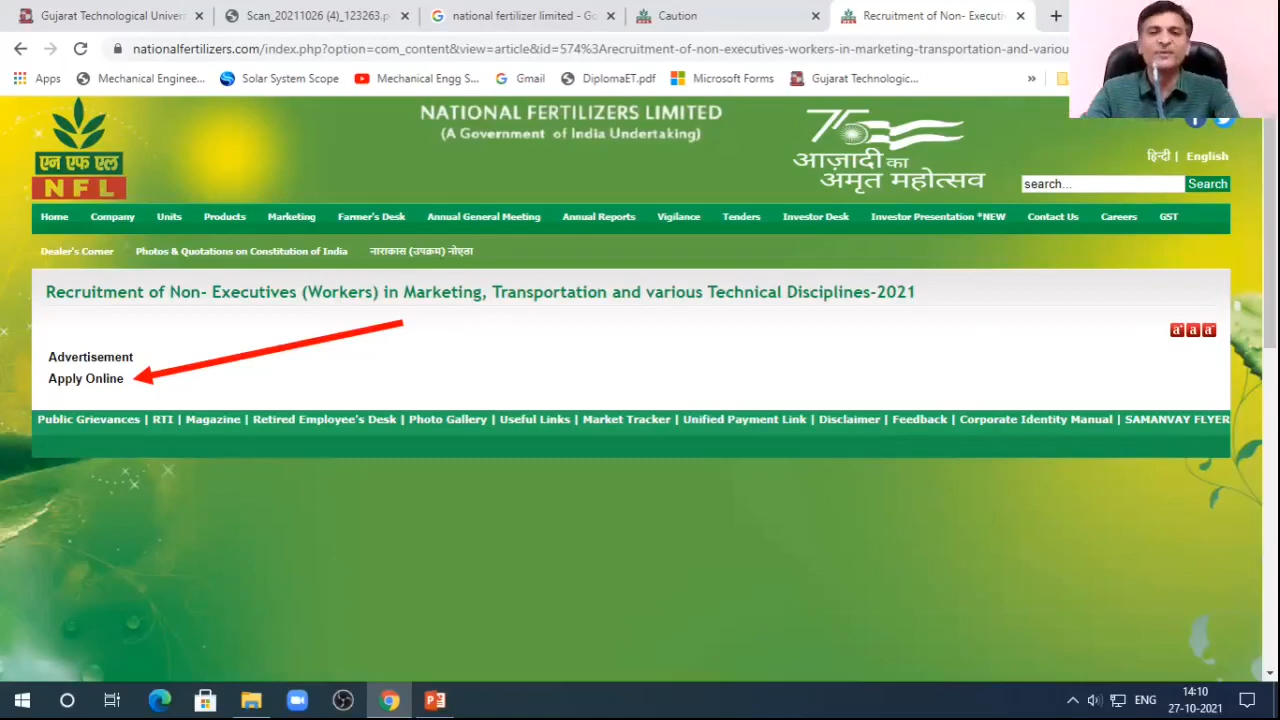 Gujarat Technological Univer
Scan_20211026 (4)_123263.p
national fertilizer limited - Go
Caution
Recruitment of Non- Executi
nationalfertilizers.com/index.php?option=com_content&view=article&id=574%3Arecruitment-of-non-executives-workers-in-marketing-transportation-and-variou
Apps
Mechanical Enginee...
Solar System Scope
Mechanical Engg S...
Gmail
DiplomaET.pdf
Microsoft Forms
Gujarat Technologic...
»
एन एफ एल
NFL
NATIONAL FERTILIZERS LIMITED
(A Government of India Undertaking)
75
आज़ादी का
अमृत महोत्सव
हिन्दी | English
search... Search
Home Company Units Products Marketing Farmer's Desk Annual General Meeting Annual Reports Vigilance Tenders Investor Desk Investor Presentation *NEW Contact Us Careers GST
Dealer's Corner Photos & Quotations on Constitution of India नाराकास (उपक्रम) नोएडा
Recruitment of Non- Executives (Workers) in Marketing, Transportation and various Technical Disciplines-2021
Advertisement
Apply Online
Public Grievances | RTI | Magazine | Retired Employee's Desk | Photo Gallery | Useful Links | Market Tracker | Unified Payment Link | Disclaimer | Feedback | Corporate Identity Manual | SAMANVAY FLYER
ENG
14:10
27-10-2021